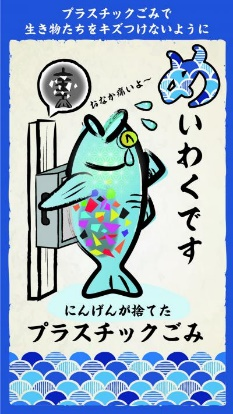 プラスチックごみで
生き物たちをキズつけないように
おなか痛いよ～
めいわくです
にんげんが捨てた
プラスチックごみ